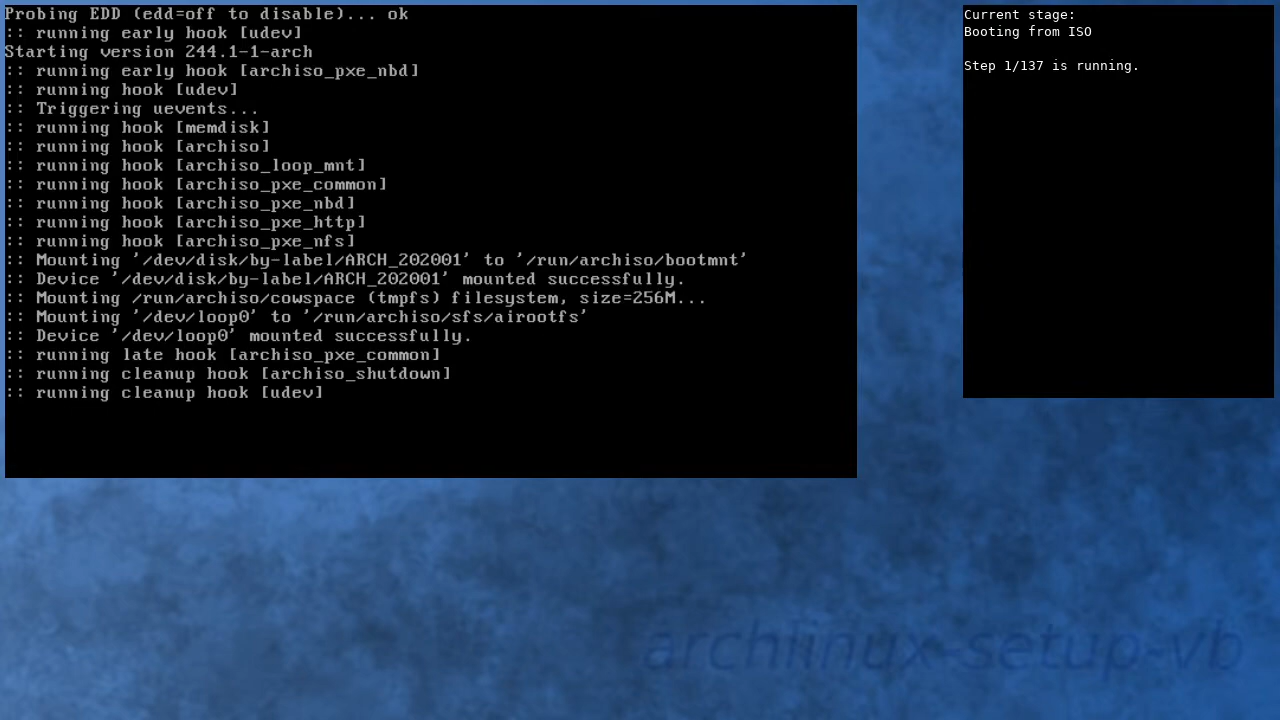 Probing EDD (edd=off to disable)... ok
:: running early hook [udev]
Starting version 244.1-1-arch
:: running early hook [archiso_pxe_nbd]
:: running hook [udev]
:: Triggering uevents...
:: running hook [memdisk]
:: running hook [archiso]
:: running hook [archiso_loop_mnt]
:: running hook [archiso_pxe_common]
:: running hook [archiso_pxe_nbd]
:: running hook [archiso_pxe_http]
:: running hook [archiso_pxe_nfs]
:: Mounting '/dev/disk/by-label/ARCH_202001' to '/run/archiso/bootmnt'
:: Device '/dev/disk/by-label/ARCH_202001' mounted successfully.
:: Mounting /run/archiso/cowspace (tmpfs) filesystem, size=256M...
:: Mounting '/dev/loop0' to '/run/archiso/sfs/airootfs'
:: Device '/dev/loop0' mounted successfully.
:: running late hook [archiso_pxe_common]
:: running cleanup hook [archiso_shutdown]
:: running cleanup hook [udev]
Current stage:
Booting from ISO
Step 1/137 is running.
archlinux-setup-vb